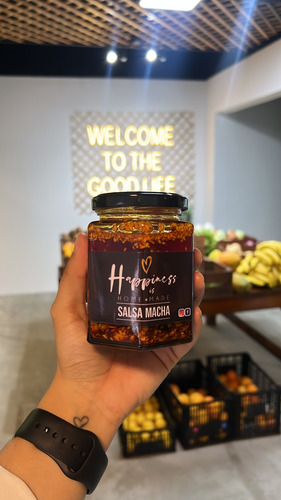 WELCOME
TO THE
GOOD LIFE
Happiness
is
HOME MADE
SALSA MACHA